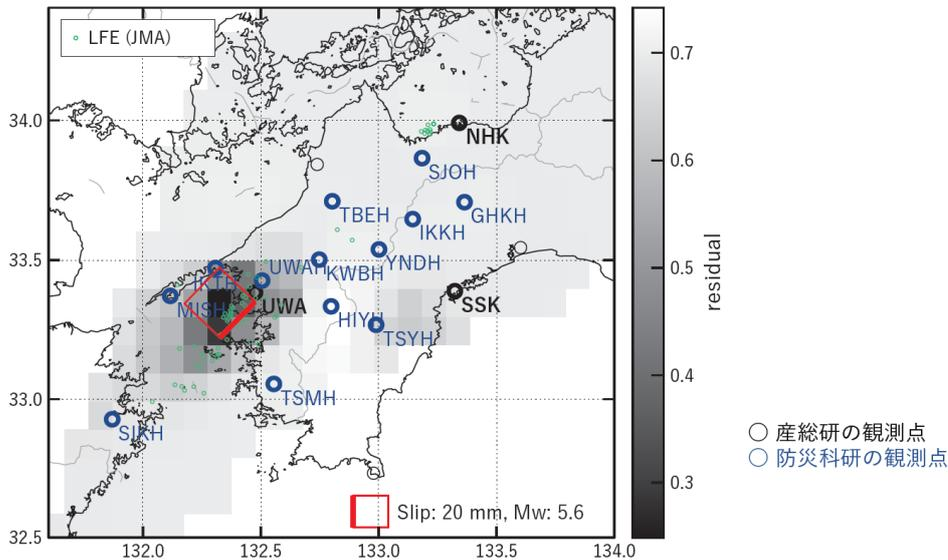 LFE (JMA)
34.0
33.5
33.0
32.5
132.0
132.5
133.0
133.5
134.0
NHK
SJOH
TBEH
GHKH
IKKH
YNDH
UWAH
KWBH
IKTH
MISH
UWA
SSK
HIYH
TSYH
TSMH
SIKH
Slip: 20 mm, Mw: 5.6
0.7
0.6
0.5
0.4
0.3
residual
○ 産総研の観測点
○ 防災科研の観測点